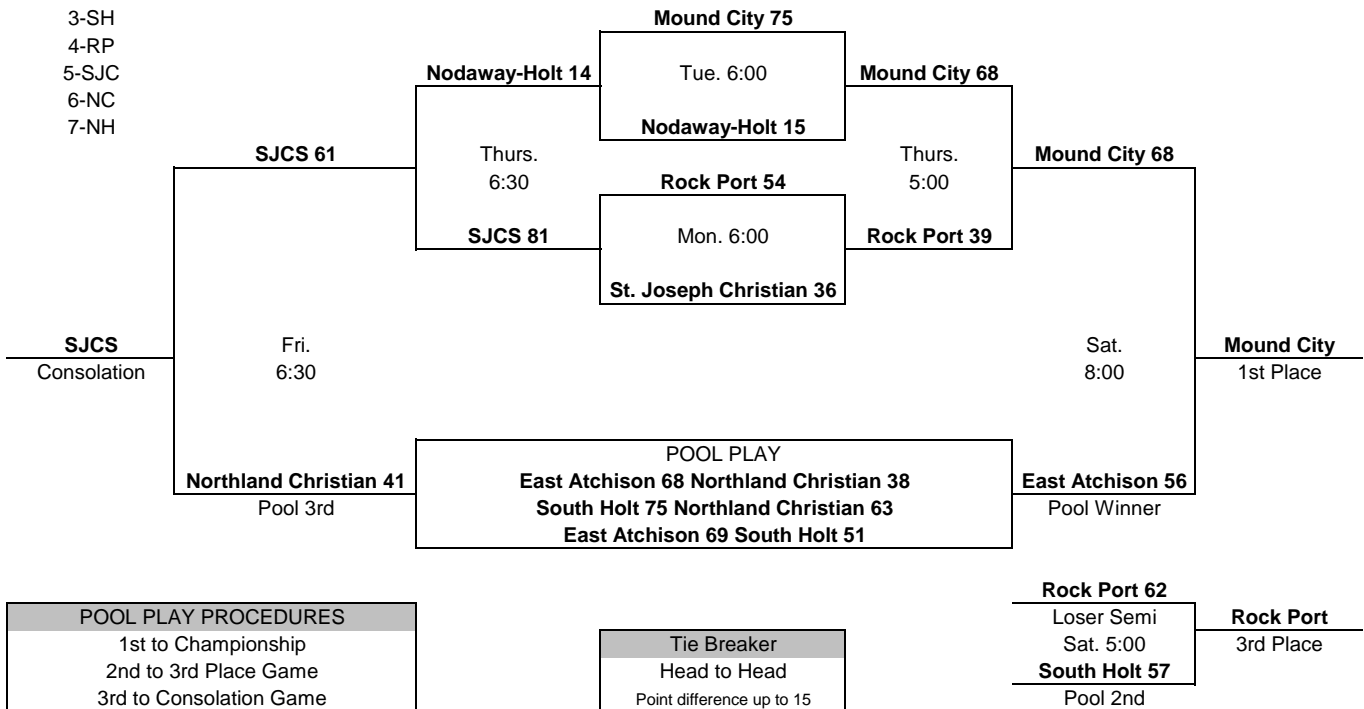 3-SH
Mound City 75
4-RP
5-SJC
Nodaway-Holt 14
Tue. 6:00
Mound City 68
6-NC
7-NH
Nodaway-Holt 15
SJCS 61
Thurs.
Thurs.
Mound City 68
6:30
Rock Port 54
5:00
SJCS 81
Mon. 6:00
Rock Port 39
St. Joseph Christian 36
SJCS
Fri.
Sat.
Mound City
Consolation
6:30
8:00
1st Place
POOL PLAY
Northland Christian 41
East Atchison 68 Northland Christian 38
East Atchison 56
Pool 3rd
South Holt 75 Northland Christian 63
Pool Winner
East Atchison 69 South Holt 51
Rock Port 62
POOL PLAY PROCEDURES
Loser Semi
Rock Port
1st to Championship
Tie Breaker
Sat. 5:00
3rd Place
2nd to 3rd Place Game
Head to Head
South Holt 57
3rd to Consolation Game
Point difference up to 15
Pool 2nd